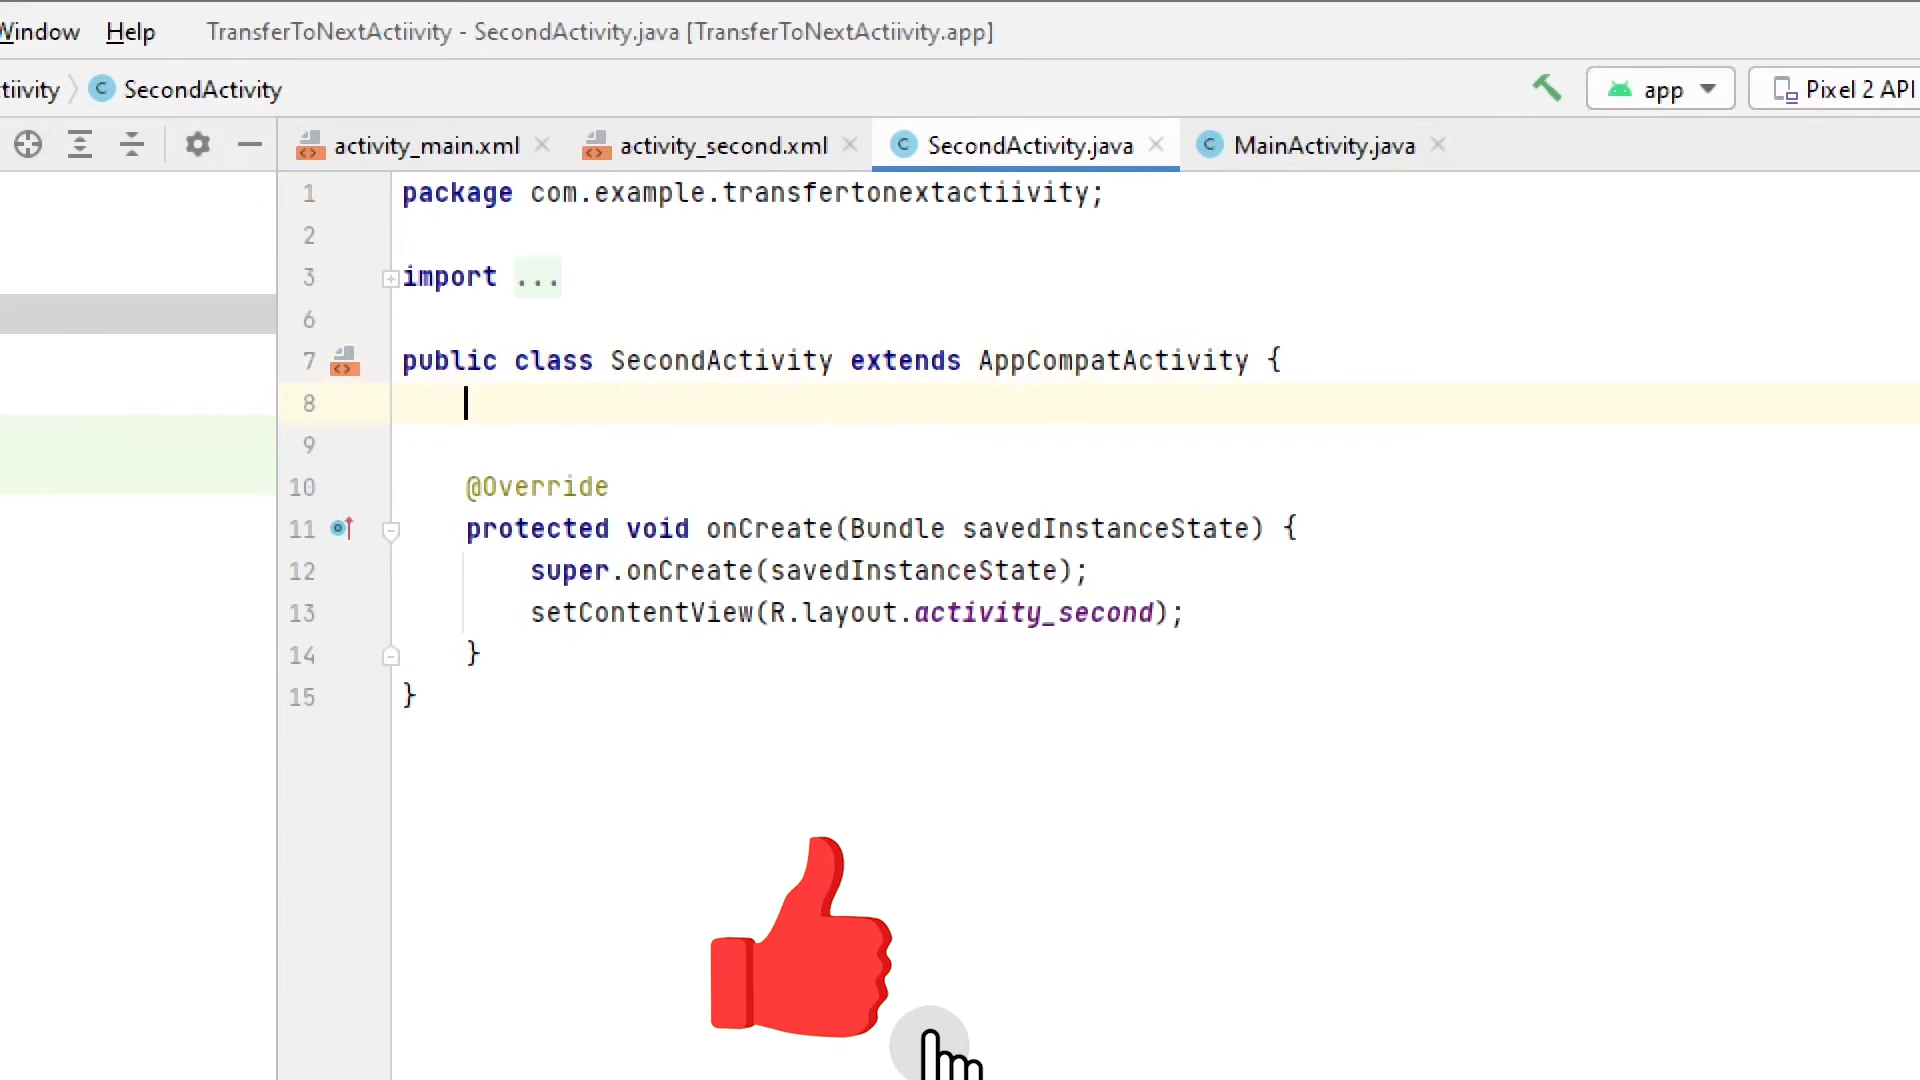 Window Help TransferToNextActiivity - SecondActivity.java [TransferToNextActiivity.app]
tiivity SecondActivity app Pixel 2 API
activity_main.xml activity_second.xml SecondActivity.java MainActivity.java
1 package com.example.transfertonextactiivity;
2
3 import ...
6
7 public class SecondActivity extends AppCompatActivity {
8
9
10 @Override
11 protected void onCreate(Bundle savedInstanceState) {
12 super.onCreate(savedInstanceState);
13 setContentView(R.layout.activity_second);
14 }
15 }